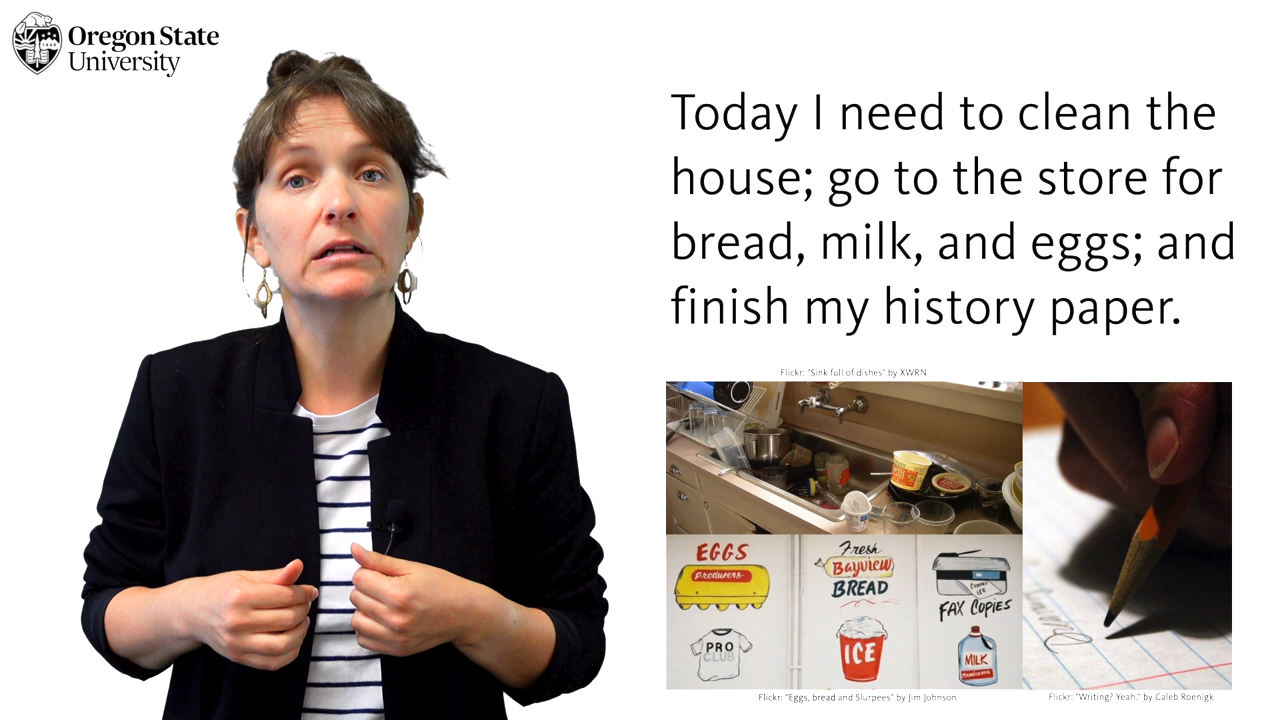 Oregon State
University
Today I need to clean the
house; go to the store for
bread, milk, and eggs; and
finish my history paper.
Flickr: "Sink full of dishes" by XWRN
EGGS
Producers
Fresh
Bayview
BREAD
FAX COPIES
PRO
CLUB
ICE
MILK
Flickr: "Eggs, bread and Slurpees" by Jim Johnson
Flickr: "Writing? Yeah." by Caleb Roenigk